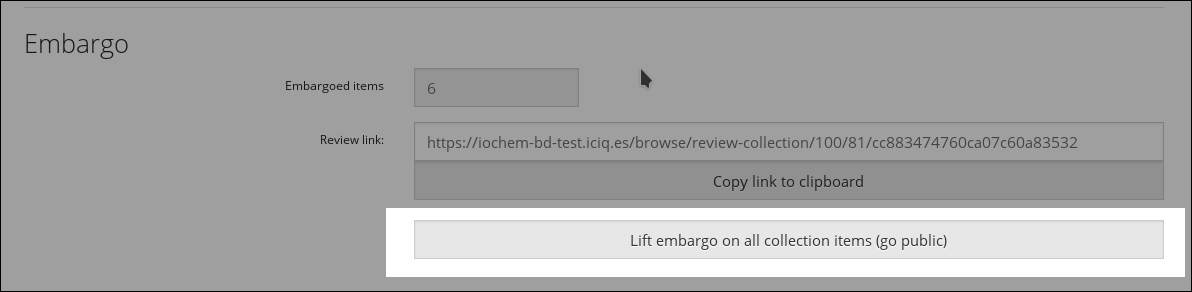 Embargo
Embargoed items
6
Review link:
https://iochem-bd-test.iciq.es/browse/review-collection/100/81/cc883474760ca07c60a83532
Copy link to clipboard
Lift embargo on all collection items (go public)